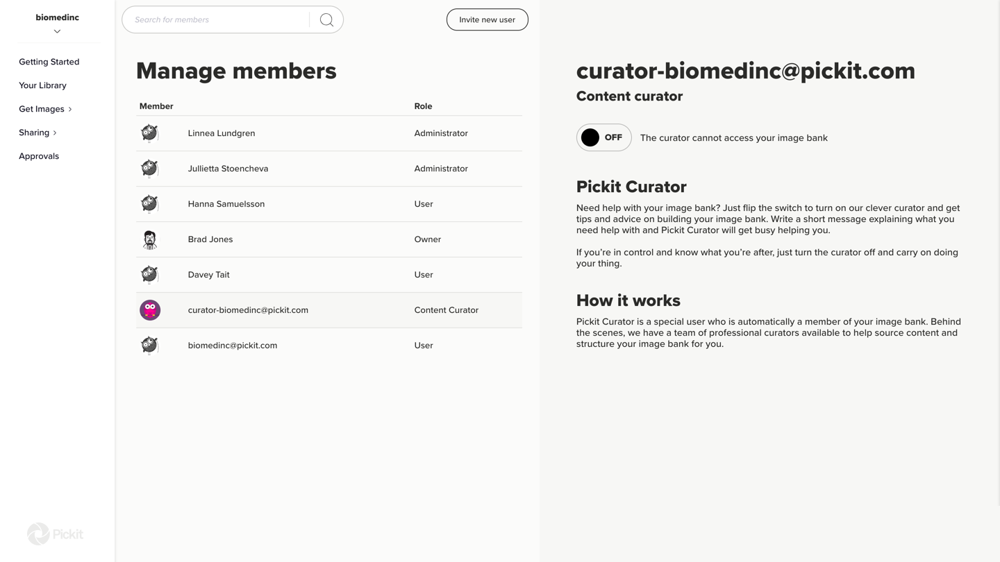 biomedinc
Getting Started
Your Library
Get Images
Sharing
Approvals
Pickit
Search for members
Invite new user
Manage members
Member Role
Linnea Lundgren Administrator
Jullietta Stoencheva Administrator
Hanna Samuelsson User
Brad Jones Owner
Davey Tait User
curator-biomedinc@pickit.com Content Curator
biomedinc@pickit.com User
curator-biomedinc@pickit.com
Content curator
OFF The curator cannot access your image bank
Pickit Curator
Need help with your image bank? Just flip the switch to turn on our clever curator and get
tips and advice on building your image bank. Write a short message explaining what you
need help with and Pickit Curator will get busy helping you.
If you’re in control and know what you’re after, just turn the curator off and carry on doing
your thing.
How it works
Pickit Curator is a special user who is automatically a member of your image bank. Behind
the scenes, we have a team of professional curators available to help source content and
structure your image bank for you.